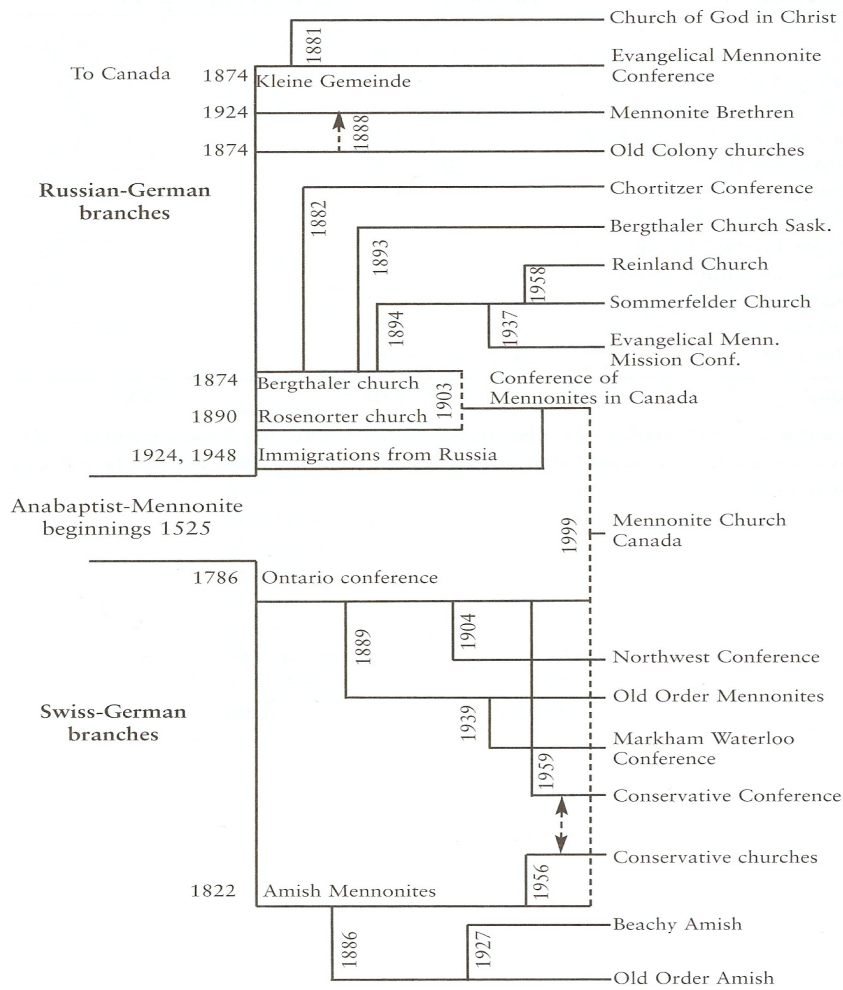 Church of God in Christ
1881
Evangelical Mennonite
Conference
To Canada
1874
Kleine Gemeinde
1924
Mennonite Brethren
1888
1874
Old Colony churches
Russian-German
branches
Chortitzer Conference
1882
Bergthaler Church Sask.
1893
Reinland Church
1958
Sommerfelder Church
1894
1937
Evangelical Menn.
Mission Conf.
1874
Bergthaler church
1903
Conference of
Mennonites in Canada
1890
Rosenorter church
1924, 1948
Immigrations from Russia
Anabaptist-Mennonite
beginnings 1525
1999
Mennonite Church
Canada
1786
Ontario conference
1889
1904
Northwest Conference
Old Order Mennonites
Swiss-German
branches
1939
Markham Waterloo
Conference
1959
Conservative Conference
Conservative churches
1956
1822
Amish Mennonites
Beachy Amish
1886
1927
Old Order Amish